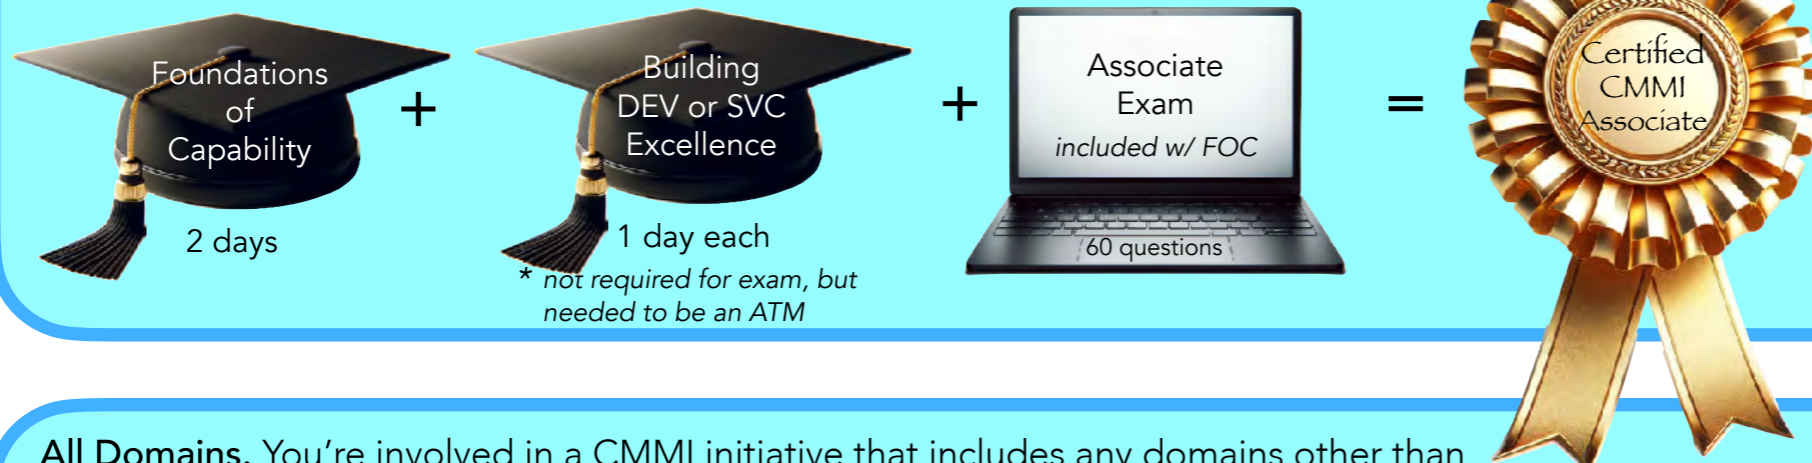 Foundations
of
Capability
2 days
+
Building
DEV or SVC
Excellence
1 day each
* not required for exam, but
needed to be an ATM
+
Associate
Exam
included w/ FOC
60 questions
=
Certified
CMMI
Associate
All Domains. You're involved in a CMMI initiative that includes any domains other than